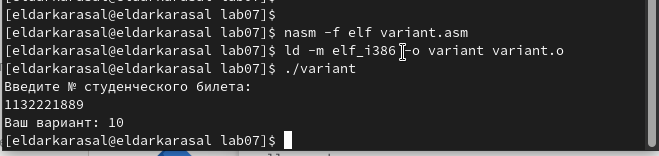 [eldarkarasal@eldarkarasal lab07]$
[eldarkarasal@eldarkarasal lab07]$ nasm -f elf variant.asm
[eldarkarasal@eldarkarasal lab07]$ ld -m elf_i386 -o variant variant.o
[eldarkarasal@eldarkarasal lab07]$ ./variant
Введите № студенческого билета:
1132221889
Ваш вариант: 10
[eldarkarasal@eldarkarasal lab07]$